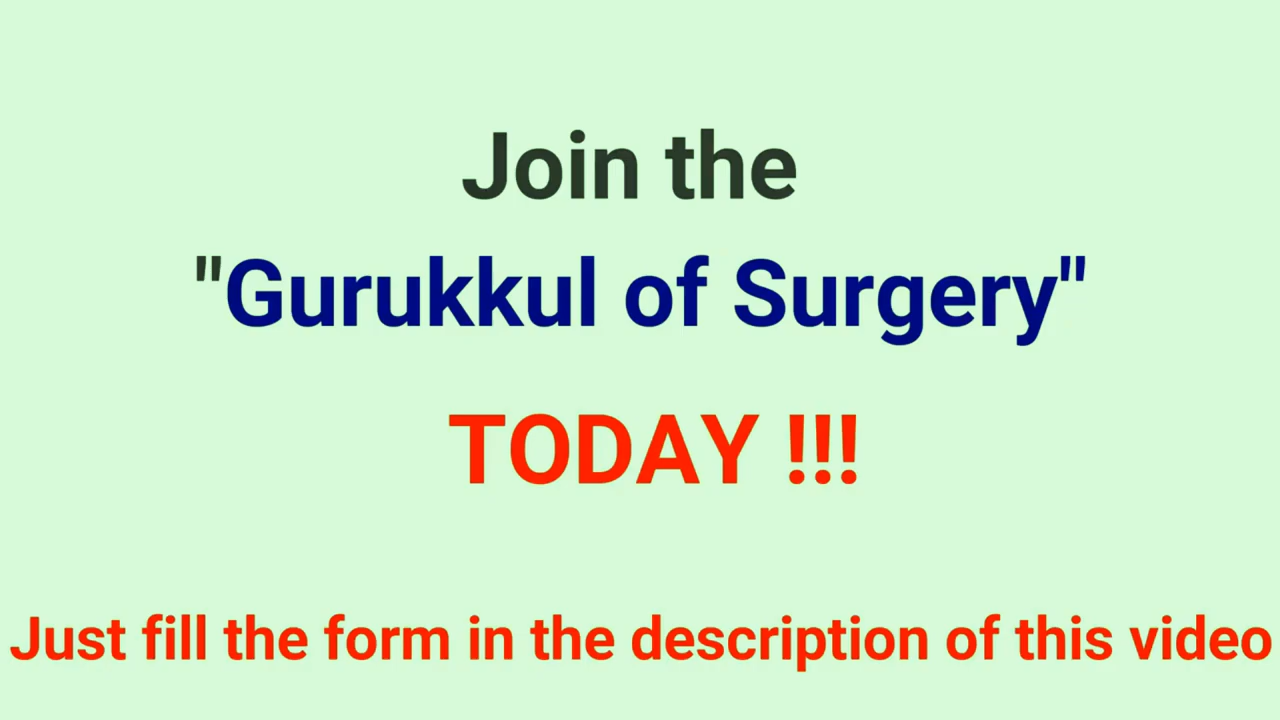 Join the
"Gurukkul of Surgery"
TODAY !!!
Just fill the form in the description of this video